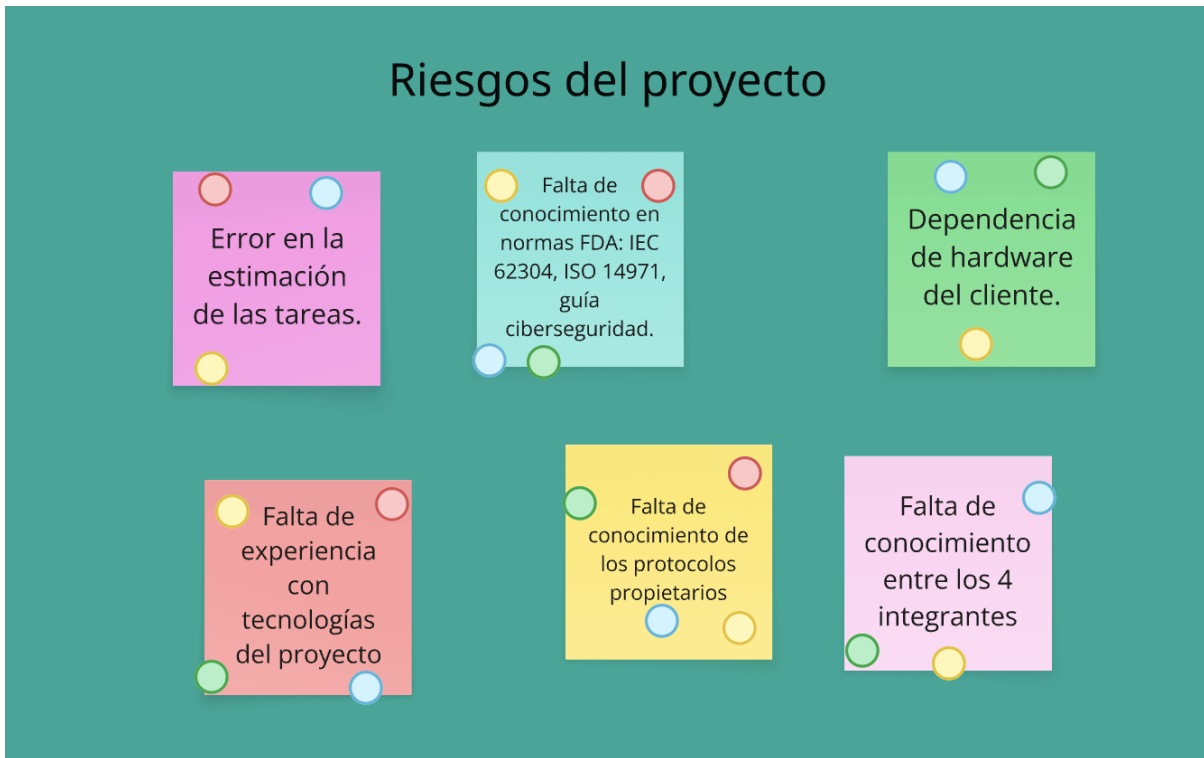 Riesgos del proyecto
Error en la
estimación
de las tareas.
Falta de
conocimiento en
normas FDA: IEC
62304, ISO 14971,
guía
ciberseguridad.
Dependencia
de hardware
del cliente.
Falta de
experiencia
con
tecnologías
del proyecto
Falta de
conocimiento de
los protocolos
propietarios
Falta de
conocimiento
entre los 4
integrantes